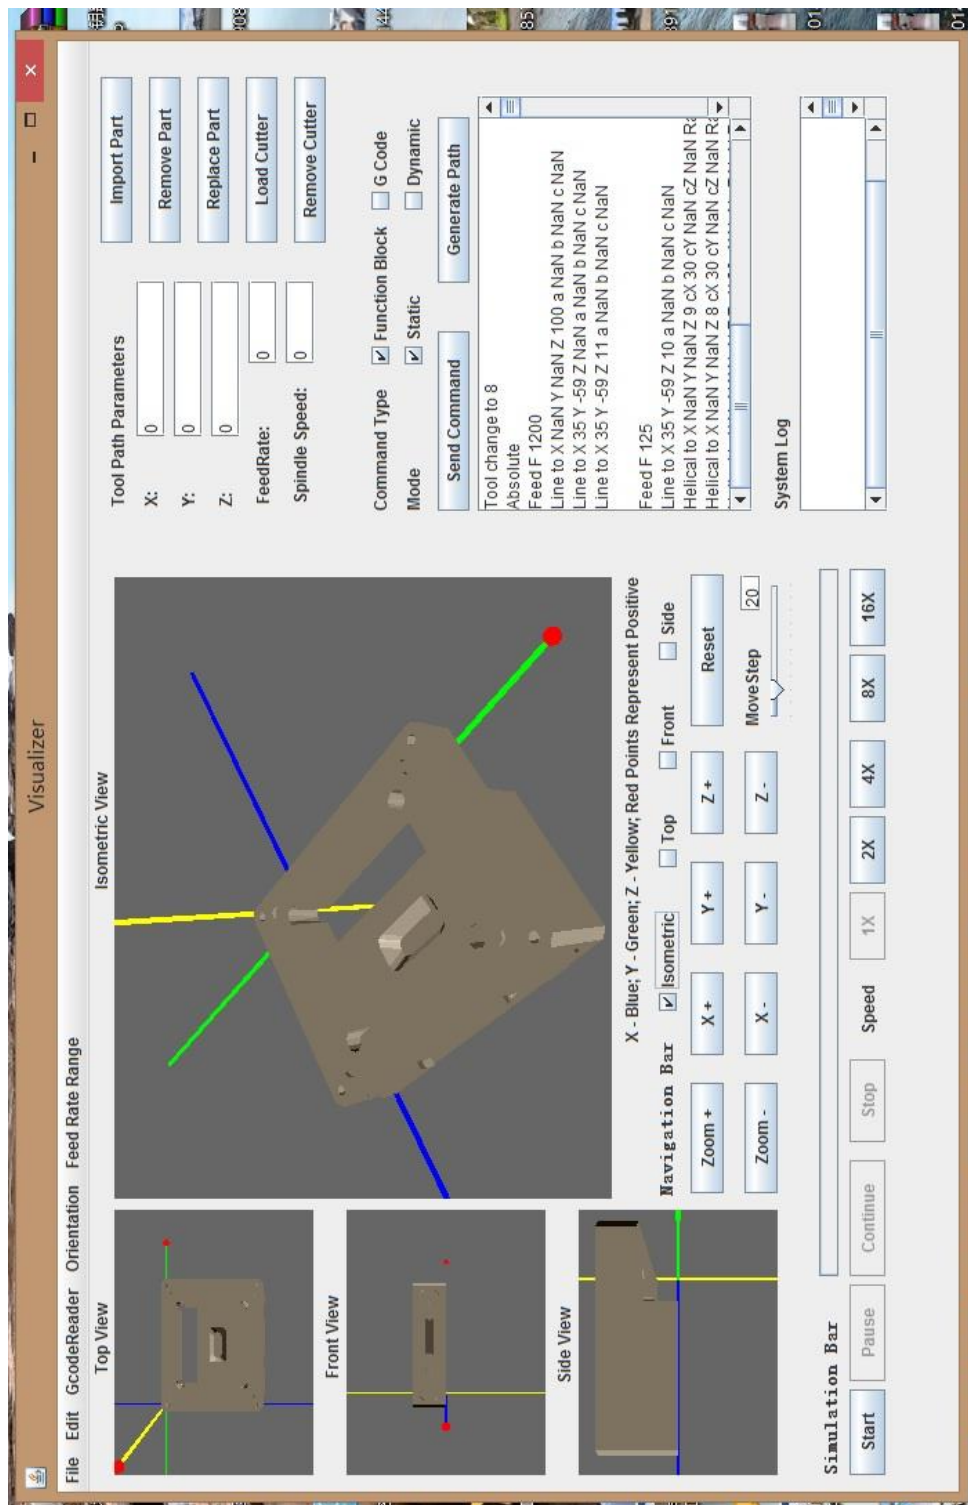 Visualizer
File Edit GcodeReader Orientation Feed Rate Range
Top View
Front View
Side View
Isometric View
X - Blue; Y - Green; Z - Yellow; Red Points Represent Positive
Navigation Bar Isometric Top Front Side
Zoom + X + Y + Z + Reset
Zoom - X - Y - Z - MoveStep 20
Simulation Bar
Start Pause Continue Stop Speed 1X 2X 4X 8X 16X
Tool Path Parameters
X: 0
Y: 0
Z: 0
FeedRate: 0
Spindle Speed: 0
Import Part
Remove Part
Replace Part
Load Cutter
Remove Cutter
Command Type Function Block G Code
Mode Static Dynamic
Send Command Generate Path
Tool change to 8
Absolute
Feed F 1200
Line to X NaN Y NaN Z 100 a NaN b NaN c NaN
Line to X 35 Y -59 Z NaN a NaN b NaN c NaN
Line to X 35 Y -59 Z 11 a NaN b NaN c NaN
Feed F 125
Line to X 35 Y -59 Z 10 a NaN b NaN c NaN
Helical to X NaN Y NaN Z 9 cX 30 cY NaN cZ NaN Ra
Helical to X NaN Y NaN Z 8 cX 30 cY NaN cZ NaN Ra
System Log